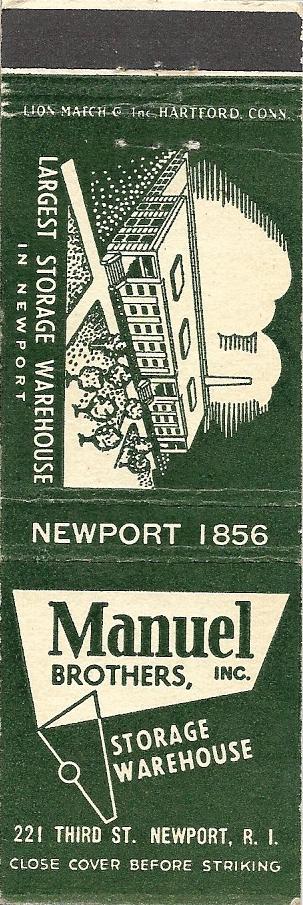 LION MATCH Co Inc. HARTFORD, CONN.
LARGEST STORAGE WAREHOUSE
IN NEWPORT
NEWPORT 1856
Manuel
BROTHERS, INC.
STORAGE
WAREHOUSE
221 THIRD ST. NEWPORT, R. I.
CLOSE COVER BEFORE STRIKING